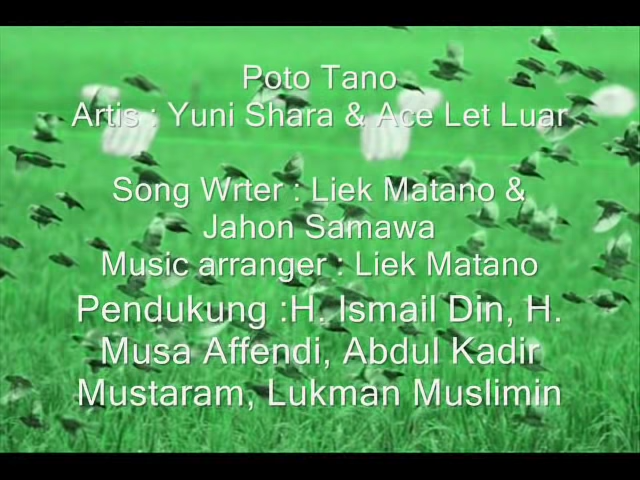 Poto Tano
Artis : Yuni Shara & Ace Let Luar
Song Wrter : Liek Matano &
Jahon Samawa
Music arranger : Liek Matano
Pendukung :H. Ismail Din, H.
Musa Affendi, Abdul Kadir
Mustaram, Lukman Muslimin